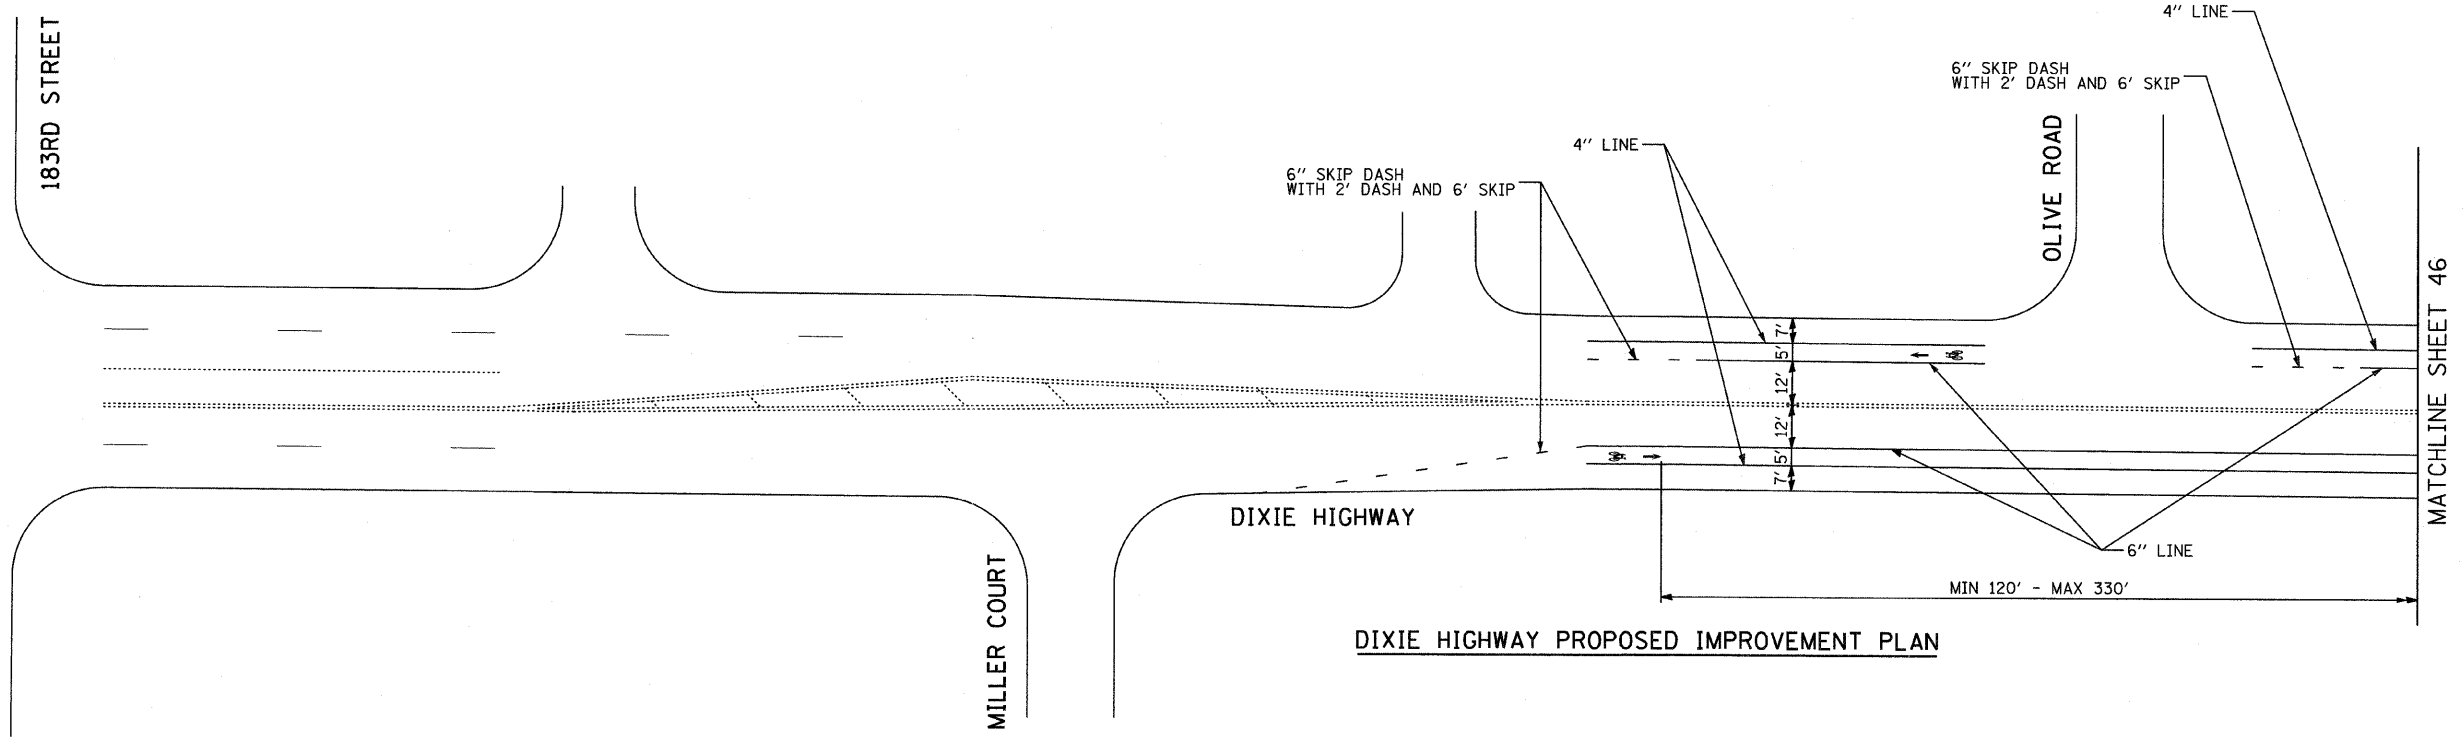 183RD STREET
4" LINE
6" SKIP DASH
WITH 2' DASH AND 6' SKIP
OLIVE ROAD
4" LINE
6" SKIP DASH
WITH 2' DASH AND 6' SKIP
MATCHLINE SHEET 46
7'
5'
12'
12'
5'
7'
DIXIE HIGHWAY
6" LINE
MILLER COURT
MIN 120' - MAX 330'
DIXIE HIGHWAY PROPOSED IMPROVEMENT PLAN